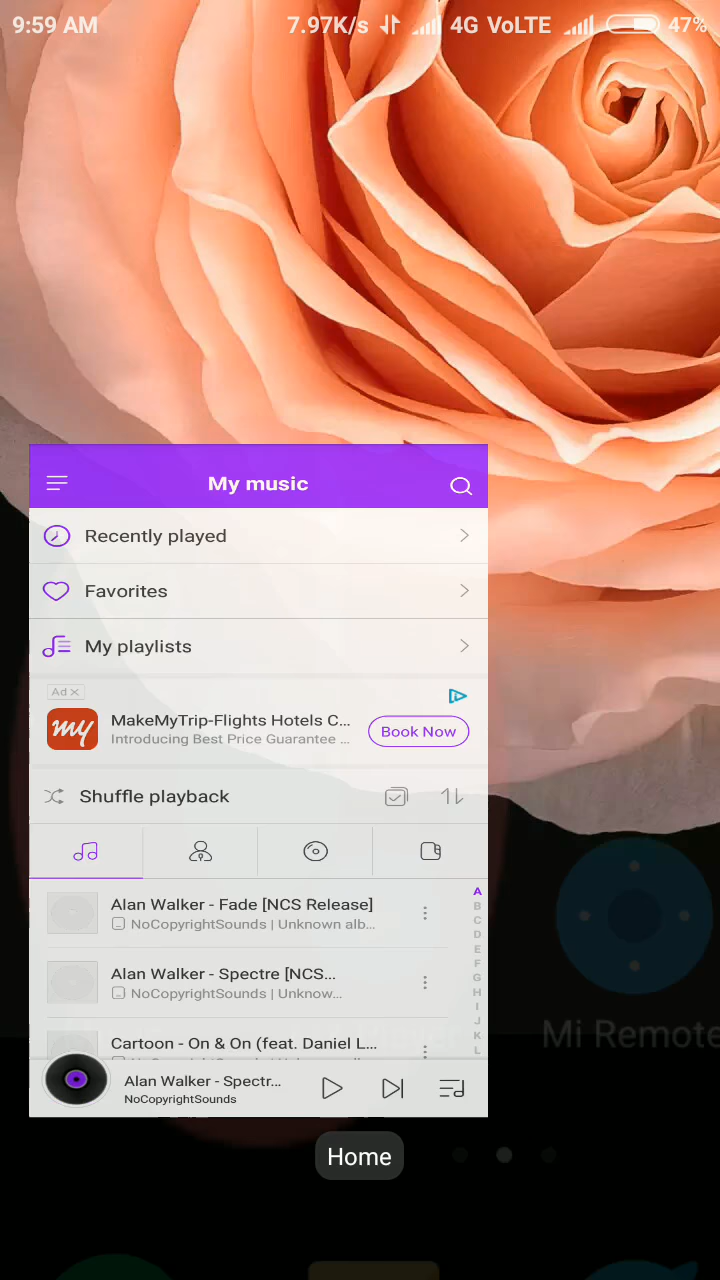 9:59 AM 7.97K/s 4G VoLTE 47%
My music
Recently played
Favorites
My playlists
Ad X
my
MakeMyTrip-Flights Hotels C...
Introducing Best Price Guarantee ...
Book Now
Shuffle playback
Alan Walker - Fade [NCS Release]
NoCopyrightSounds | Unknown alb...
Alan Walker - Spectre [NCS...
NoCopyrightSounds | Unknow...
Cartoon - On & On (feat. Daniel L...
A
B
C
D
E
F
G
H
I
J
K
L
Mi Remote
Alan Walker - Spectr...
NoCopyrightSounds
Home